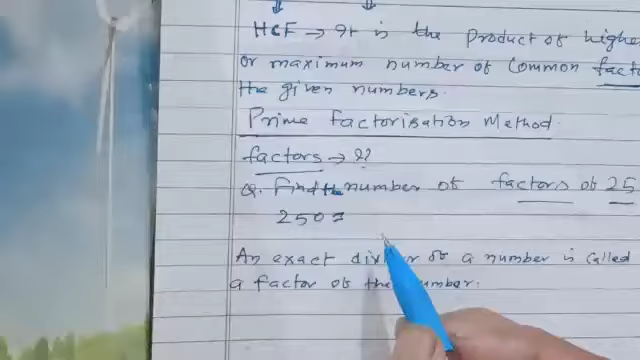 HCF → It is the product of highe
or maximum number of common fact
the given numbers.
Prime factorisation Method.
factors → ??
Q. Find the number of factors of 25
250 =
An exact div r of a number is called
a factor of the number.